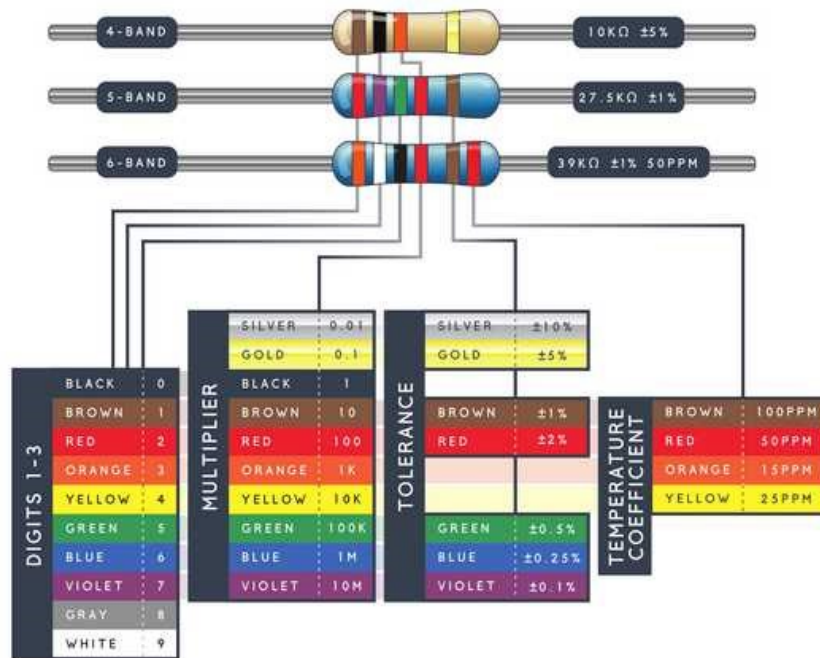 4-BAND 10KΩ ±5%
5-BAND 27.5KΩ ±1%
6-BAND 39KΩ ±1% 50PPM
DIGITS 1-3
BLACK 0
BROWN 1
RED 2
ORANGE 3
YELLOW 4
GREEN 5
BLUE 6
VIOLET 7
GRAY 8
WHITE 9
MULTIPLIER
SILVER 0.01
GOLD 0.1
BLACK 1
BROWN 10
RED 100
ORANGE 1K
YELLOW 10K
GREEN 100K
BLUE 1M
VIOLET 10M
TOLERANCE
SILVER ±10%
GOLD ±5%
BROWN ±1%
RED ±2%
GREEN ±0.5%
BLUE ±0.25%
VIOLET ±0.1%
TEMPERATURE
COEFFICIENT
BROWN 100PPM
RED 50PPM
ORANGE 15PPM
YELLOW 25PPM